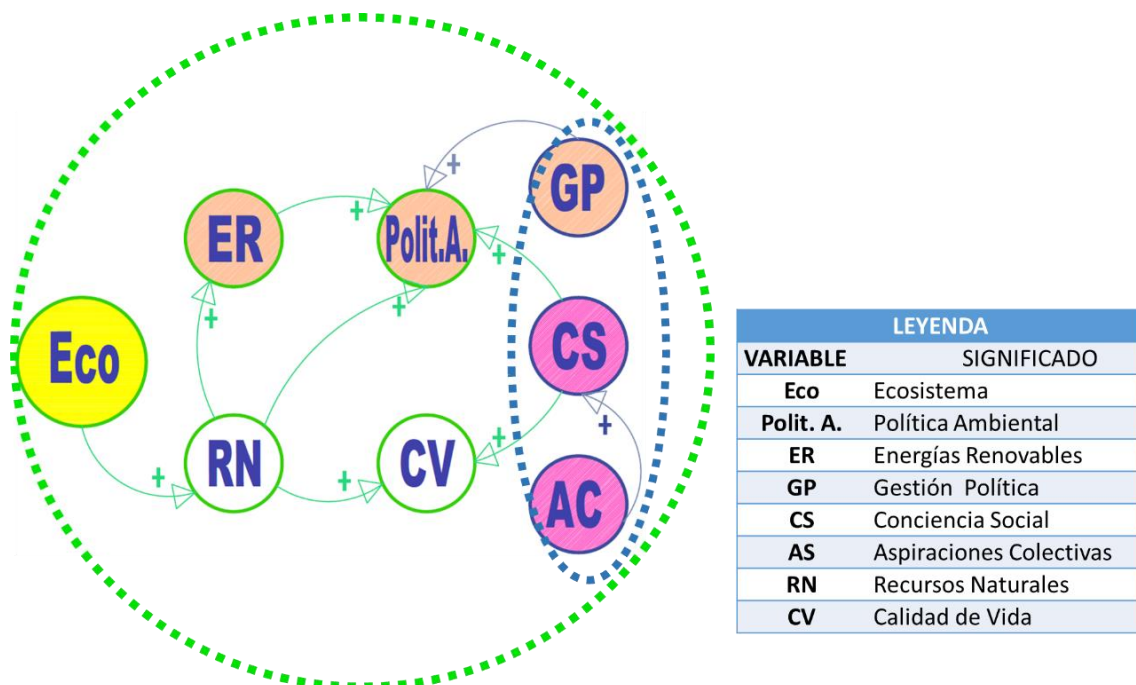 GP
ER
Polit.A.
Eco
CS
RN
CV
AC
+
+
+
+
+
+
+
+
+
LEYENDA
VARIABLE SIGNIFICADO
Eco Ecosistema
Polit. A. Política Ambiental
ER Energías Renovables
GP Gestión Política
CS Conciencia Social
AS Aspiraciones Colectivas
RN Recursos Naturales
CV Calidad de Vida